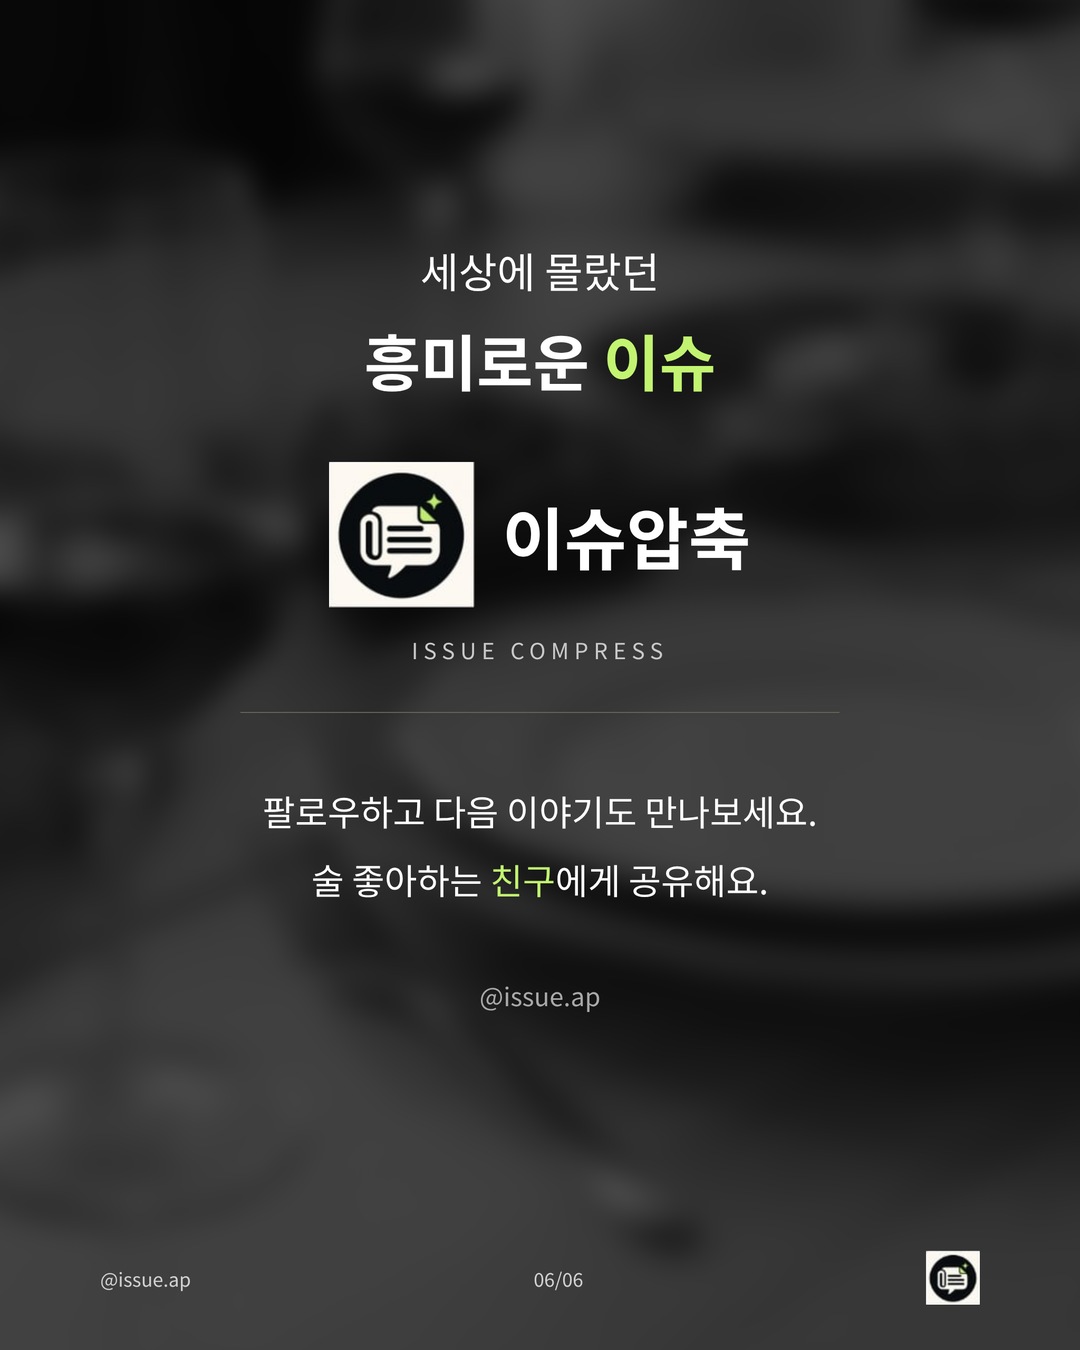 세상에 몰랐던
흥미로운 이슈
이슈압축
ISSUE COMPRESS
팔로우하고 다음 이야기도 만나보세요.
술 좋아하는 친구에게 공유해요.
@issue.ap
@issue.ap
06/06